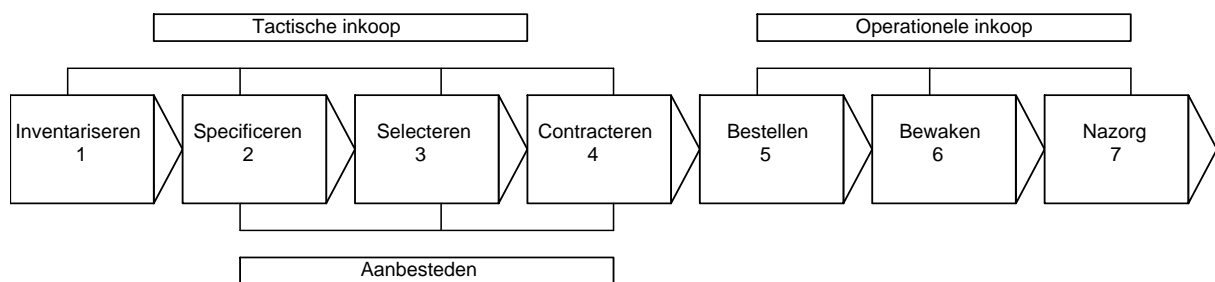 Tactische inkoop
Operationele inkoop
Inventariseren
1
Specificeren
2
Selecteren
3
Contracteren
4
Bestellen
5
Bewaken
6
Nazorg
7
Aanbesteden